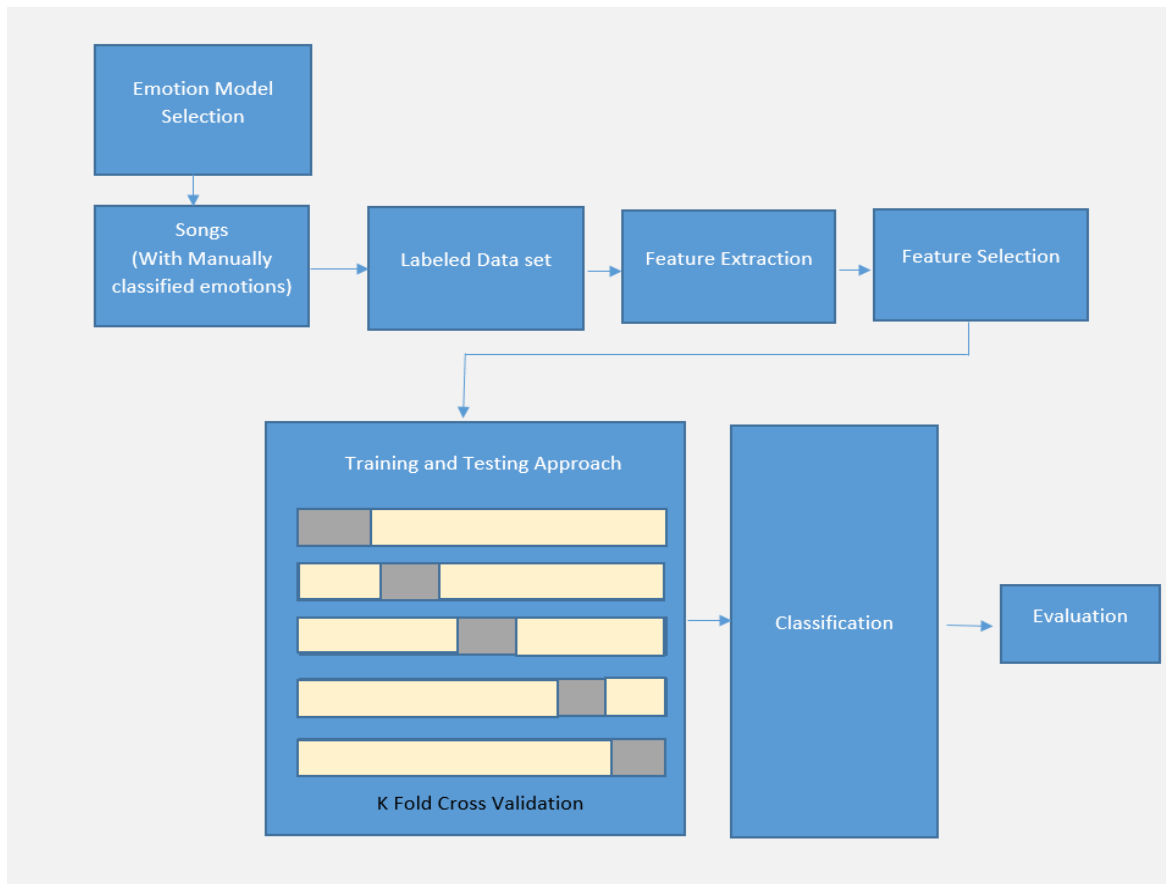 Emotion Model
Selection
Songs
(With Manually
classified emotions)
Labeled Data set
Feature Extraction
Feature Selection
Training and Testing Approach
K Fold Cross Validation
Classification
Evaluation